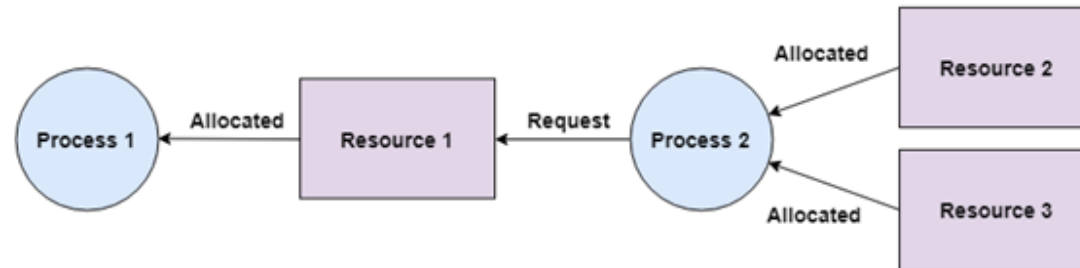 Allocated
Resource 2
Process 1
Allocated
Resource 1
Request
Process 2
Allocated
Resource 3